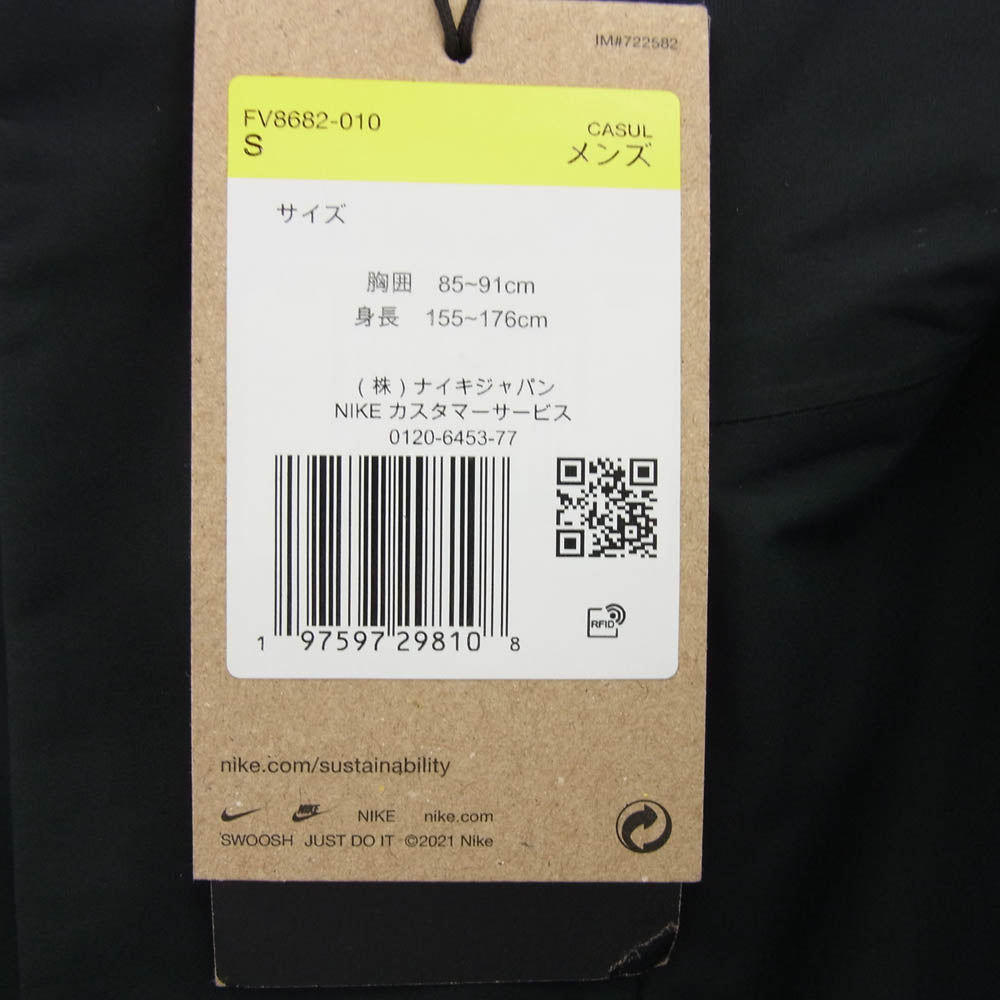 IM#722582
FV8682-010
S
CASUL
メンズ
サイズ
胸囲 85~91cm
身長 155~176cm
(株)ナイキジャパン
NIKE カスタマーサービス
0120-6453-77
1 97597 29810 8
RFID
nike.com/sustainability
NIKE NIKE nike.com
SWOOSH JUST DO IT ©2021 Nike